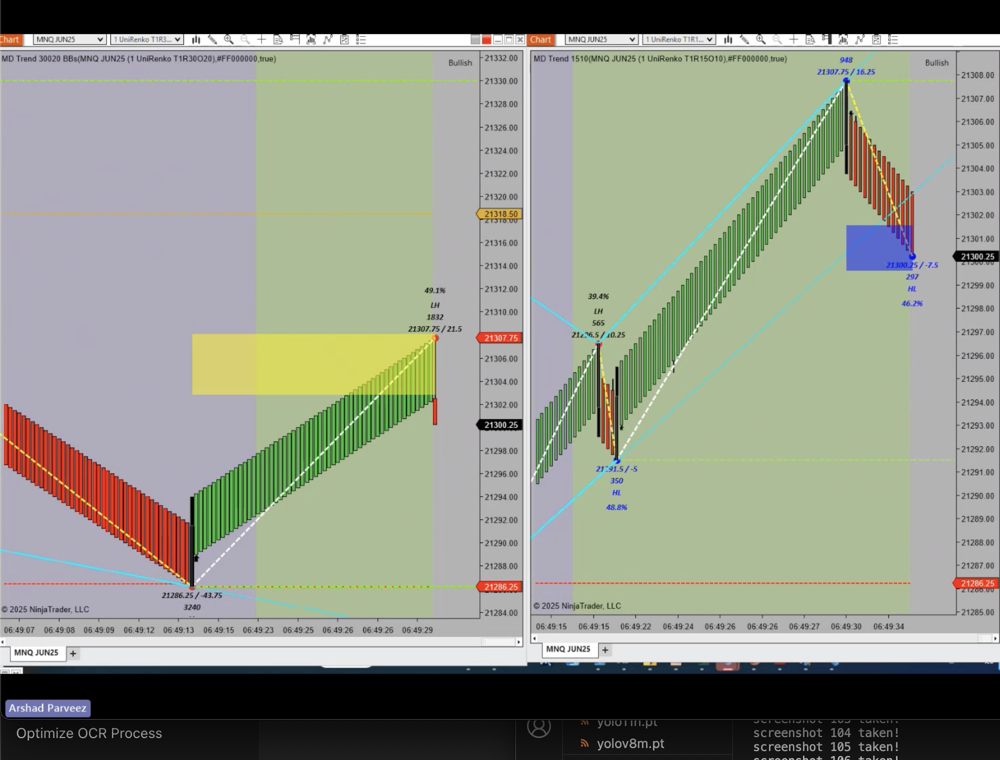 Chart
MNQ JUN25
1 UniRenko T1R3...
MD Trend 30020 BBs(MNQ JUN25 (1 UniRenko T1R30O20),#FF000000,true)
Bullish
21332.00
21330.00
21328.00
21326.00
21324.00
21322.00
21320.00
21318.50
21318.00
21316.00
21314.00
21312.00
21310.00
21307.75
21306.00
21304.00
21302.00
21300.25
21298.00
21296.00
21294.00
21292.00
21290.00
21288.00
21286.25
21284.00
49.1%
LH
1832
21307.75 / 21.5
21286.25 / -43.75
3240
© 2025 NinjaTrader, LLC
06:49:07
06:49:08
06:49:09
06:49:12
06:49:13
06:49:15
06:49:23
06:49:26
06:49:26
06:49:29
06:49:29
MNQ JUN25
+
Chart
MNQ JUN25
1 UniRenko T1R1...
MD Trend 1510(MNQ JUN25 (1 UniRenko T1R15O10),#FF000000,true)
Bullish
948
21307.75 / 16.25
21308.00
21307.00
21306.00
21305.00
21304.00
21303.00
21302.00
21301.00
21300.25
21299.00
21298.00
21297.00
21296.00
21295.00
21294.00
21293.00
21292.00
21291.00
21290.00
21289.00
21288.00
21287.00
21286.25
21285.00
39.4%
LH
565
21296.5 / 10.25
21291.5 / -5
350
HL
48.8%
21300.25 / -7.5
297
HL
46.2%
© 2025 NinjaTrader, LLC
06:49:15
06:49:15
06:49:22
06:49:24
06:49:26
06:49:26
06:49:27
06:49:30
06:49:34
MNQ JUN25
+
Arshad Parveez
Optimize OCR Process
yolo11n.pt
yolov8m.pt
screenshot 103 taken!
screenshot 104 taken!
screenshot 105 taken!
screenshot 106 taken!